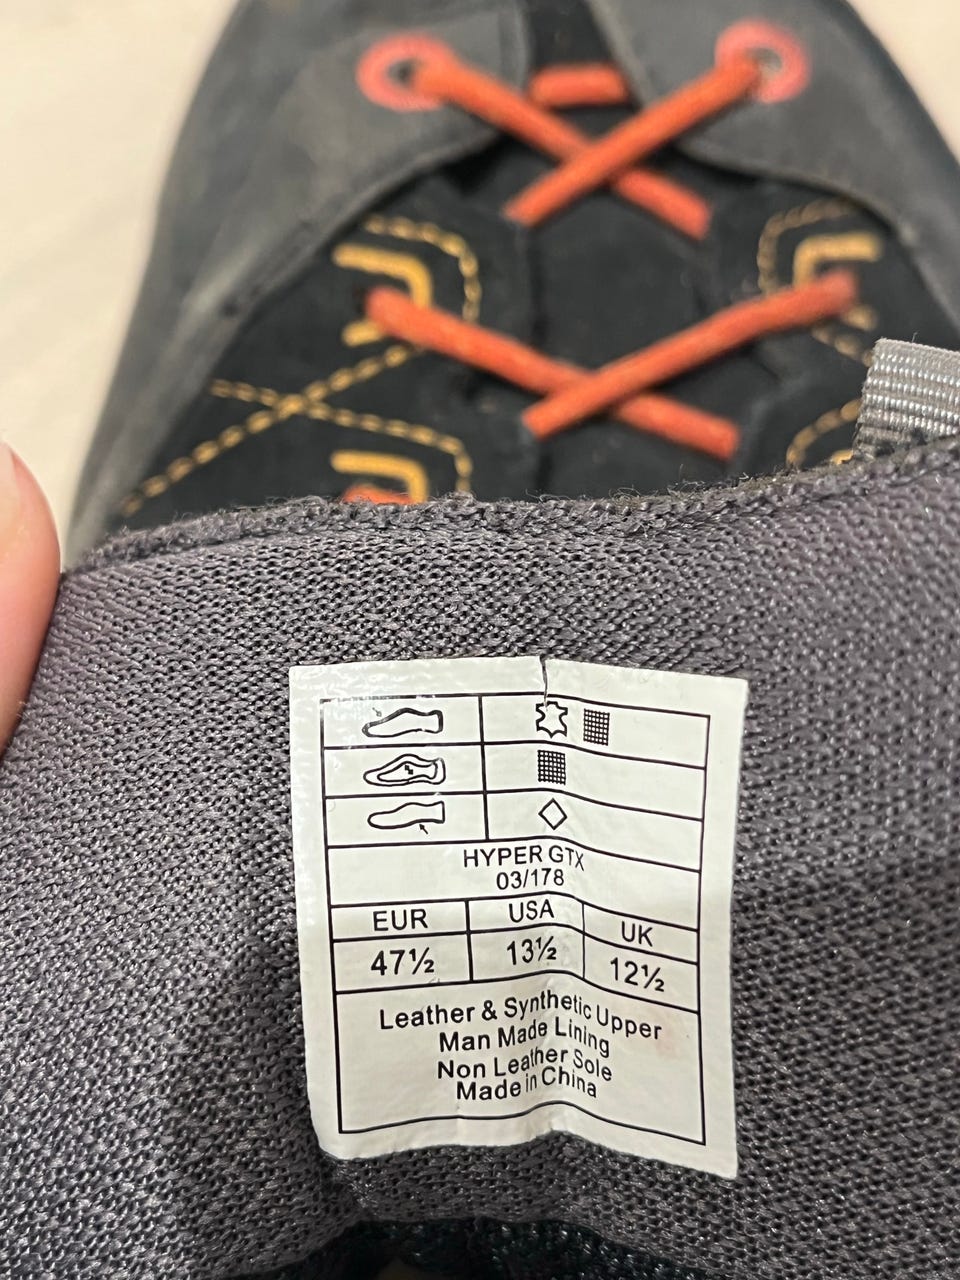 HYPER GTX
03/178
EUR USA UK
47½ 13½ 12½
Leather & Synthetic Upper
Man Made Lining
Non Leather Sole
Made in China